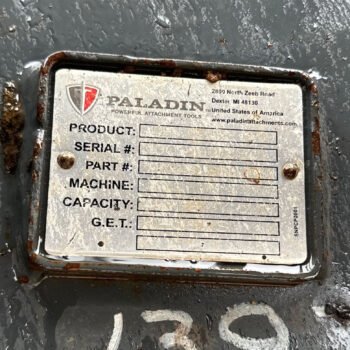 PALADIN
POWERFUL ATTACHMENT TOOLS
2800 North Zeeb Road
Dexter, MI 48130
United States of America
www.paladinattachments.com
PRODUCT:
SERIAL #:
PART #:
MACHINE:
CAPACITY:
G.E.T.:
130